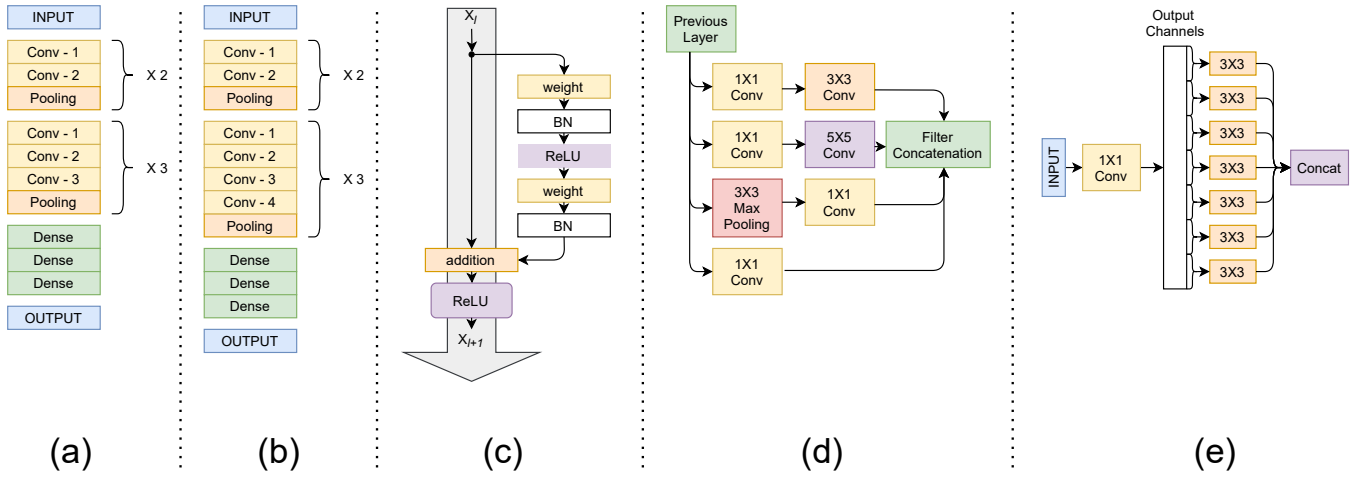 INPUT
Conv - 1
Conv - 2
Pooling
X 2
Conv - 1
Conv - 2
Conv - 3
Pooling
X 3
Dense
Dense
Dense
OUTPUT
(a)
INPUT
Conv - 1
Conv - 2
Pooling
X 2
Conv - 1
Conv - 2
Conv - 3
Conv - 4
Pooling
X 3
Dense
Dense
Dense
OUTPUT
(b)
X_l
weight
BN
ReLU
weight
BN
addition
ReLU
X_{l+1}
(c)
Previous
Layer
1X1
Conv
3X3
Conv
1X1
Conv
5X5
Conv
Filter
Concatenation
3X3
Max
Pooling
1X1
Conv
1X1
Conv
(d)
Output
Channels
INPUT
1X1
Conv
3X3
3X3
3X3
3X3
3X3
3X3
3X3
Concat
(e)